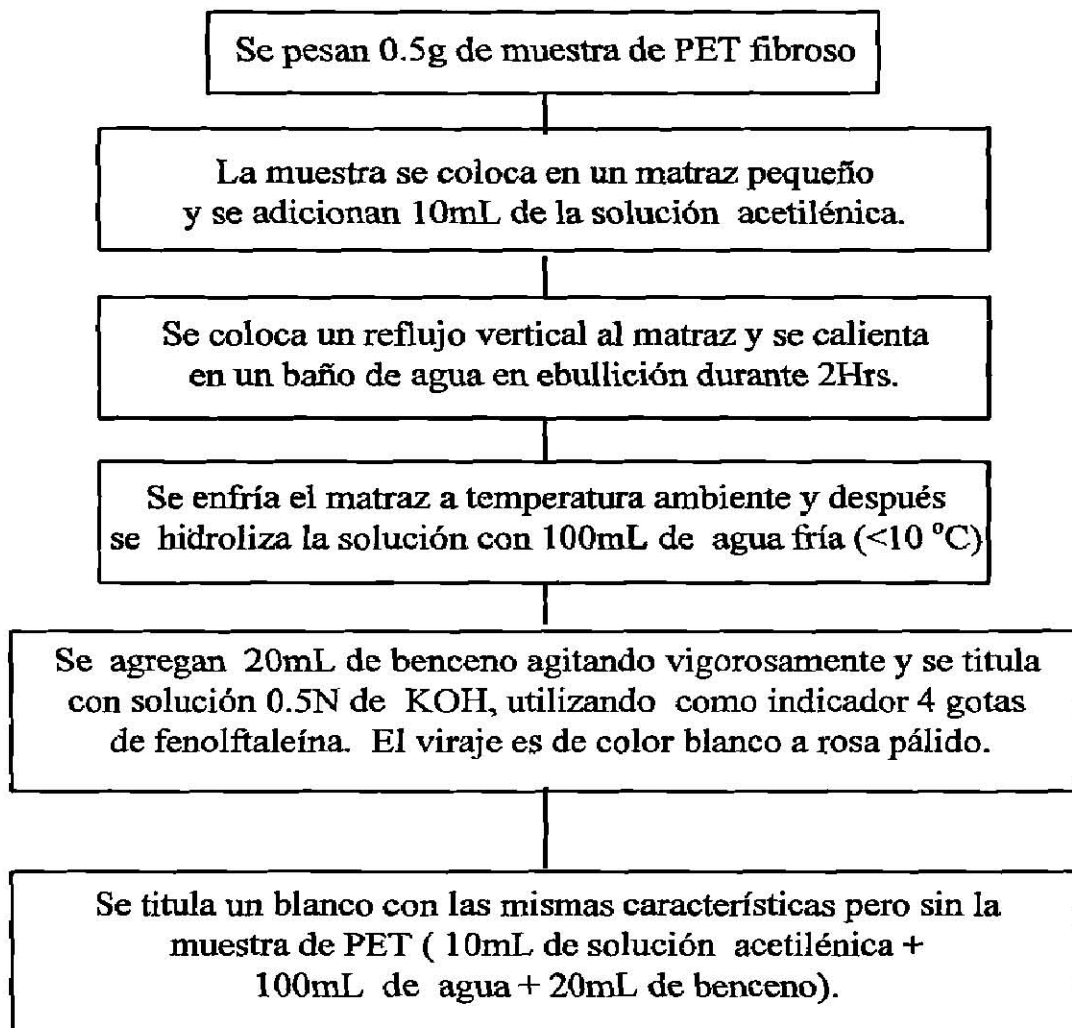 Se pesan 0.5g de muestra de PET fibroso
La muestra se coloca en un matraz pequeño
y se adicionan 10mL de la solución acetilénica.
Se coloca un reflujo vertical al matraz y se calienta
en un baño de agua en ebullición durante 2Hrs.
Se enfría el matraz a temperatura ambiente y después
se hidroliza la solución con 100mL de agua fría (<10 °C)
Se agregan 20mL de benceno agitando vigorosamente y se titula
con solución 0.5N de KOH, utilizando como indicador 4 gotas
de fenolftaleína. El viraje es de color blanco a rosa pálido.
Se titula un blanco con las mismas características pero sin la
muestra de PET ( 10mL de solución acetilénica +
100mL de agua + 20mL de benceno).